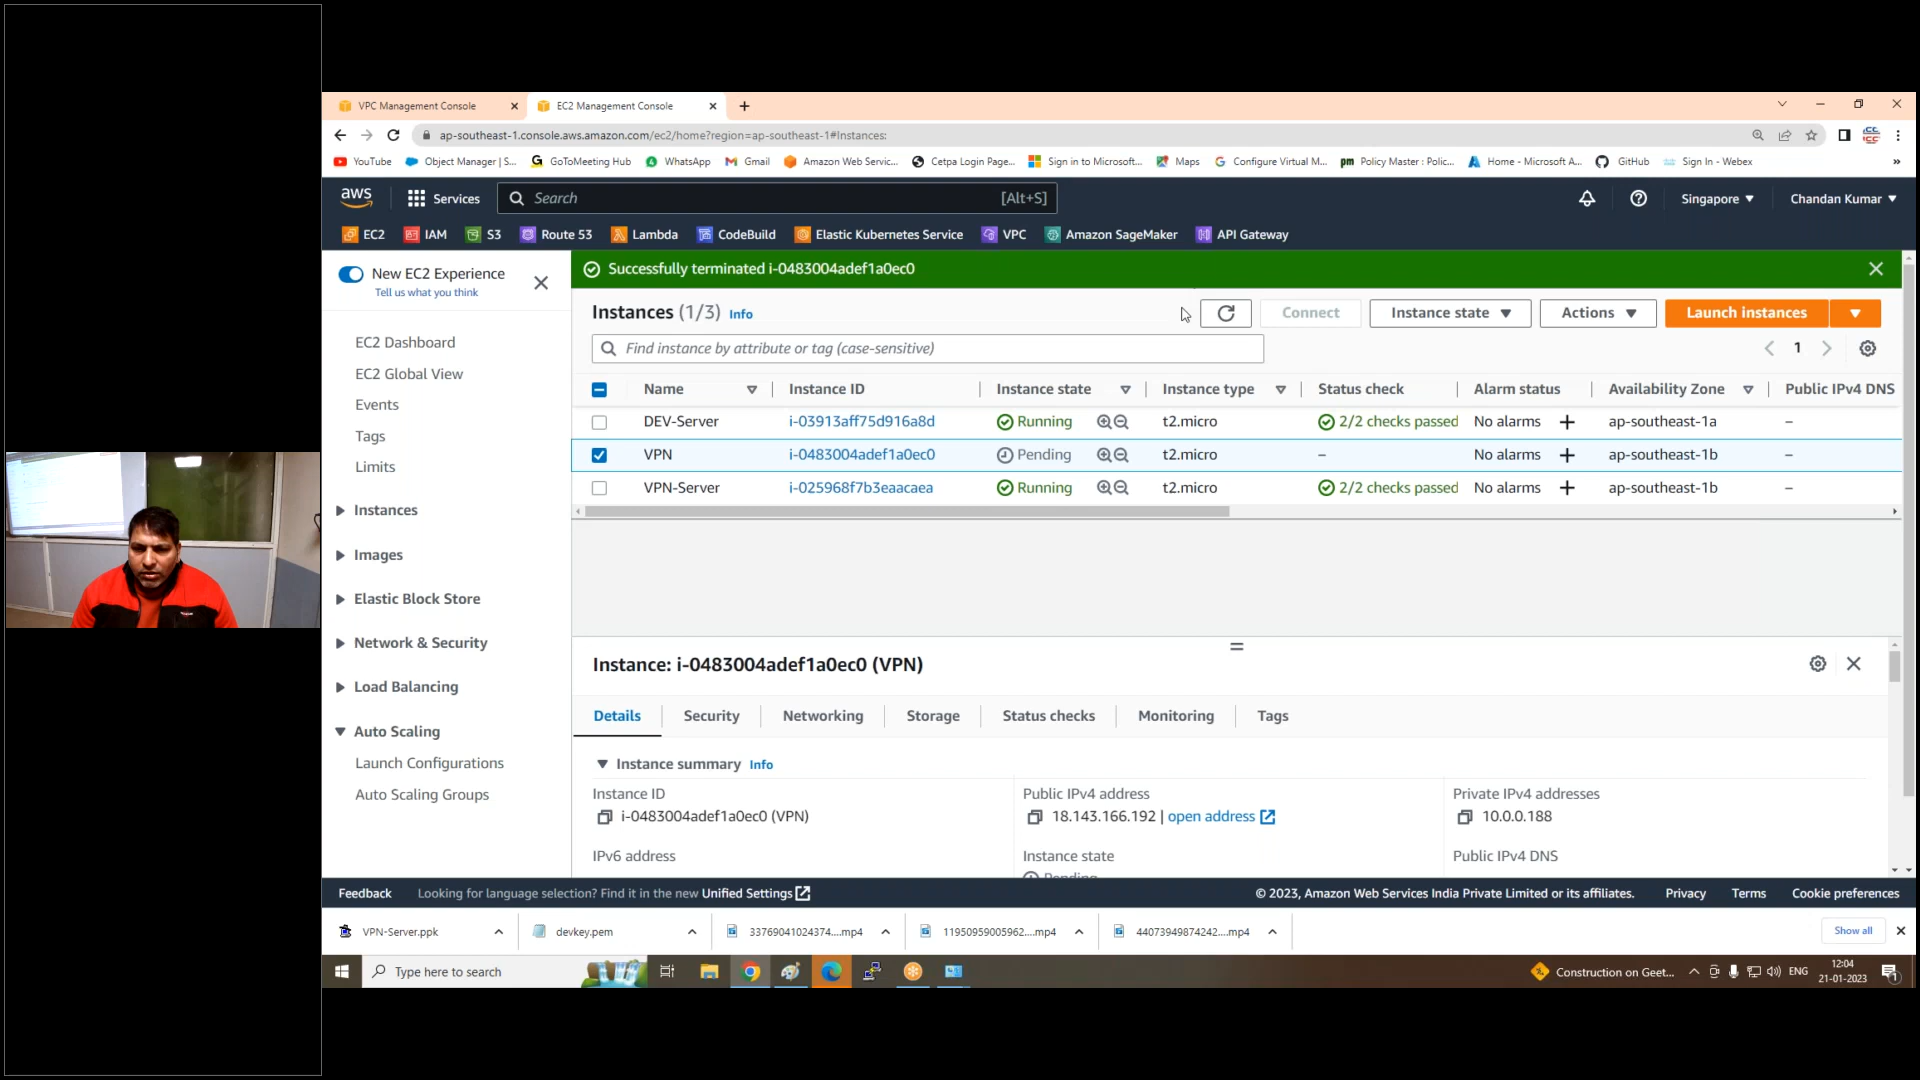 VPC Management Console
EC2 Management Console
ap-southeast-1.console.aws.amazon.com/ec2/home?region=ap-southeast-1#Instances:
YouTube Object Manager | S... GoToMeeting Hub WhatsApp Gmail Amazon Web Servic... Cetpa Login Page... Sign in to Microsoft... Maps Configure Virtual M... pm Policy Master : Polic... Home - Microsoft A... GitHub Sign In - Webex »
aws Services Search [Alt+S] Singapore Chandan Kumar
EC2 IAM S3 Route 53 Lambda CodeBuild Elastic Kubernetes Service VPC Amazon SageMaker API Gateway
New EC2 Experience
Tell us what you think
EC2 Dashboard
EC2 Global View
Events
Tags
Limits
Instances
Images
Elastic Block Store
Network & Security
Load Balancing
Auto Scaling
Launch Configurations
Auto Scaling Groups
Successfully terminated i-0483004adef1a0ec0
Instances (1/3) Info Connect Instance state Actions Launch instances
Find instance by attribute or tag (case-sensitive) 1
Name Instance ID Instance state Instance type Status check Alarm status Availability Zone Public IPv4 DNS
DEV-Server i-03913aff75d916a8d Running t2.micro 2/2 checks passed No alarms + ap-southeast-1a –
VPN i-0483004adef1a0ec0 Pending t2.micro – No alarms + ap-southeast-1b –
VPN-Server i-025968f7b3eaacaea Running t2.micro 2/2 checks passed No alarms + ap-southeast-1b –
Instance: i-0483004adef1a0ec0 (VPN)
Details Security Networking Storage Status checks Monitoring Tags
Instance summary Info
Instance ID Public IPv4 address Private IPv4 addresses
i-0483004adef1a0ec0 (VPN) 18.143.166.192 | open address 10.0.0.188
IPv6 address Instance state Public IPv4 DNS
Pending
Feedback Looking for language selection? Find it in the new Unified Settings © 2023, Amazon Web Services India Private Limited or its affiliates. Privacy Terms Cookie preferences
VPN-Server.ppk devkey.pem 33769041024374....mp4 11950959005962....mp4 44073949874242....mp4 Show all
Type here to search Construction on Geet... ENG 12:04
21-01-2023 1